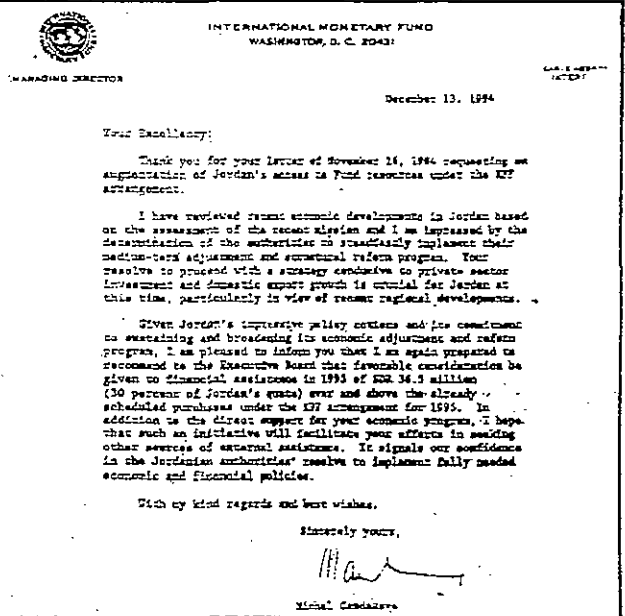 INTERNATIONAL MONETARY FUND
WASHINGTON, D. C. 20431
MANAGING DIRECTOR
December 13, 1994
Your Excellency:
Thank you for your letter of November 16, 1994 requesting an
augmentation of Jordan's access to Fund resources under the EFF
arrangement.
I have reviewed recent economic developments in Jordan based
on the assessment of the recent mission and I am impressed by the
determination of the authorities to steadfastly implement their
medium-term adjustment and structural reform program. Your
resolve to proceed with a strategy conducive to private sector
investment and domestic export growth is crucial for Jordan at
this time, particularly in view of recent regional developments.
Given Jordan's impressive policy actions and its commitment
to sustaining and broadening its economic adjustment and reform
program, I am pleased to inform you that I am again prepared to
recommend to the Executive Board that favorable consideration be
given to financial assistance in 1995 of SDR 36.5 million
(30 percent of Jordan's quota) over and above the already
scheduled purchases under the EFF arrangement for 1995. In
addition to the direct support for your economic program, I hope
that such an initiative will facilitate your efforts in seeking
other sources of external assistance. It signals our confidence
in the Jordanian authorities' resolve to implement fully needed
economic and financial policies.
With my kind regards and best wishes,
Sincerely yours,
Michel Camdessus